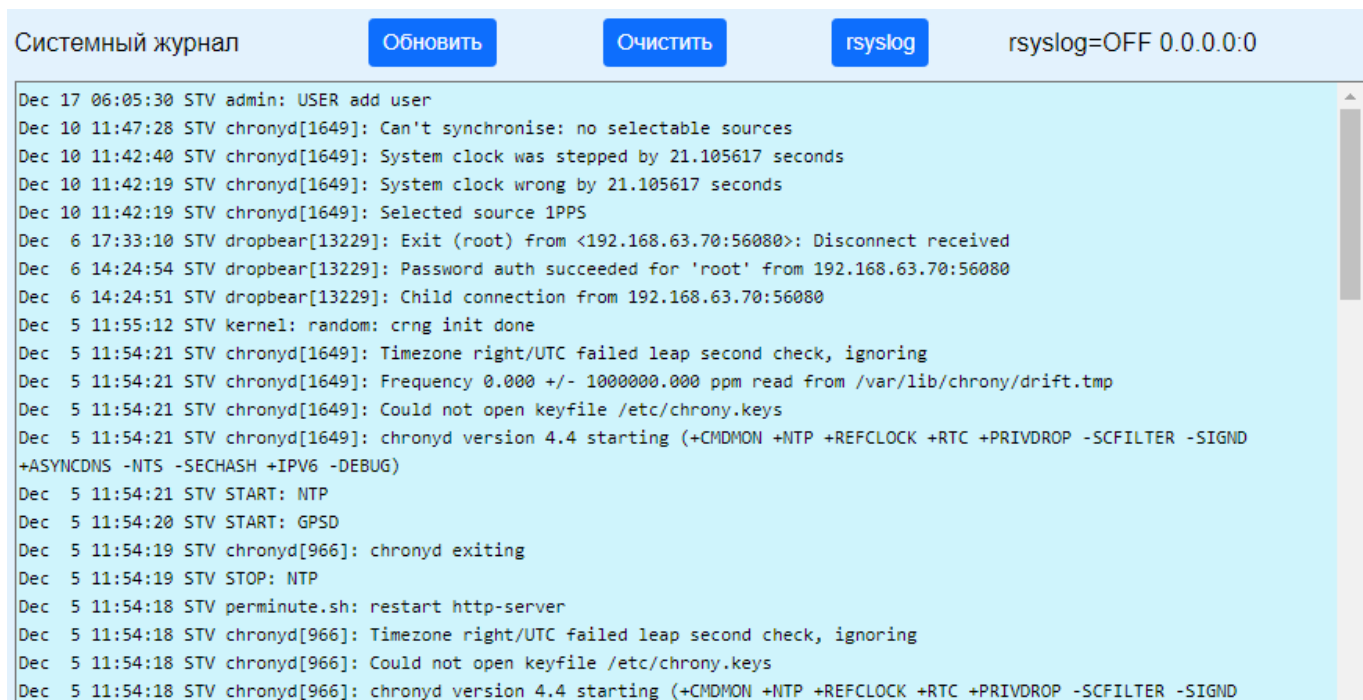 Системный журнал Обновить Очистить rsyslog rsyslog=OFF 0.0.0.0:0
Dec 17 06:05:30 STV admin: USER add user
Dec 10 11:47:28 STV chronyd[1649]: Can't synchronise: no selectable sources
Dec 10 11:42:40 STV chronyd[1649]: System clock was stepped by 21.105617 seconds
Dec 10 11:42:19 STV chronyd[1649]: System clock wrong by 21.105617 seconds
Dec 10 11:42:19 STV chronyd[1649]: Selected source 1PPS
Dec  6 17:33:10 STV dropbear[13229]: Exit (root) from <192.168.63.70:56080>: Disconnect received
Dec  6 14:24:54 STV dropbear[13229]: Password auth succeeded for 'root' from 192.168.63.70:56080
Dec  6 14:24:51 STV dropbear[13229]: Child connection from 192.168.63.70:56080
Dec  5 11:55:12 STV kernel: random: crng init done
Dec  5 11:54:21 STV chronyd[1649]: Timezone right/UTC failed leap second check, ignoring
Dec  5 11:54:21 STV chronyd[1649]: Frequency 0.000 +/- 1000000.000 ppm read from /var/lib/chrony/drift.tmp
Dec  5 11:54:21 STV chronyd[1649]: Could not open keyfile /etc/chrony.keys
Dec  5 11:54:21 STV chronyd[1649]: chronyd version 4.4 starting (+CMDMON +NTP +REFCLOCK +RTC +PRIVDROP -SCFILTER -SIGND
+ASYNCDNS -NTS -SECHASH +IPV6 -DEBUG)
Dec  5 11:54:21 STV START: NTP
Dec  5 11:54:20 STV START: GPSD
Dec  5 11:54:19 STV chronyd[966]: chronyd exiting
Dec  5 11:54:19 STV STOP: NTP
Dec  5 11:54:18 STV perminute.sh: restart http-server
Dec  5 11:54:18 STV chronyd[966]: Timezone right/UTC failed leap second check, ignoring
Dec  5 11:54:18 STV chronyd[966]: Could not open keyfile /etc/chrony.keys
Dec  5 11:54:18 STV chronyd[966]: chronyd version 4.4 starting (+CMDMON +NTP +REFCLOCK +RTC +PRIVDROP -SCFILTER -SIGND